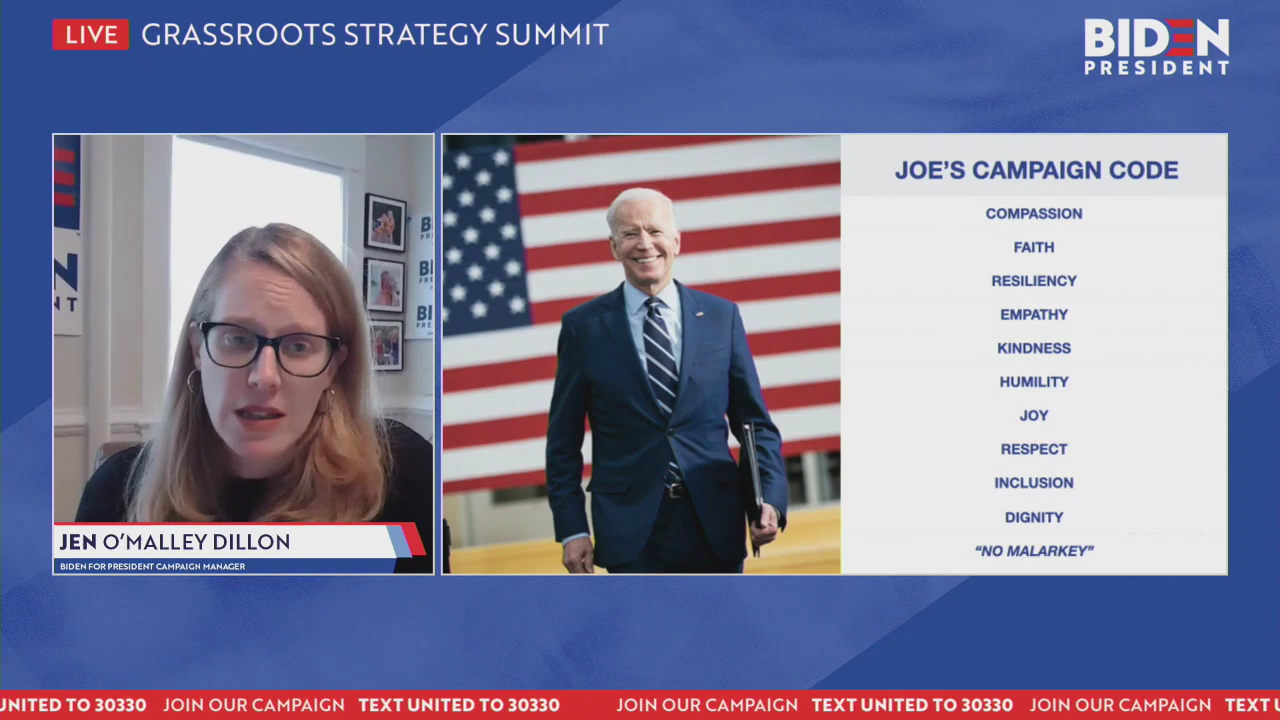 LIVE GRASSROOTS STRATEGY SUMMIT
BIDEN
PRESIDENT
JOE’S CAMPAIGN CODE
COMPASSION
FAITH
RESILIENCY
EMPATHY
KINDNESS
HUMILITY
JOY
RESPECT
INCLUSION
DIGNITY
“NO MALARKEY”
JEN O’MALLEY DILLON
BIDEN FOR PRESIDENT CAMPAIGN MANAGER
UNITED TO 30330 JOIN OUR CAMPAIGN TEXT UNITED TO 30330 JOIN OUR CAMPAIGN TEXT UNITED TO 30330 JOIN OUR CAMPAIGN TEXT